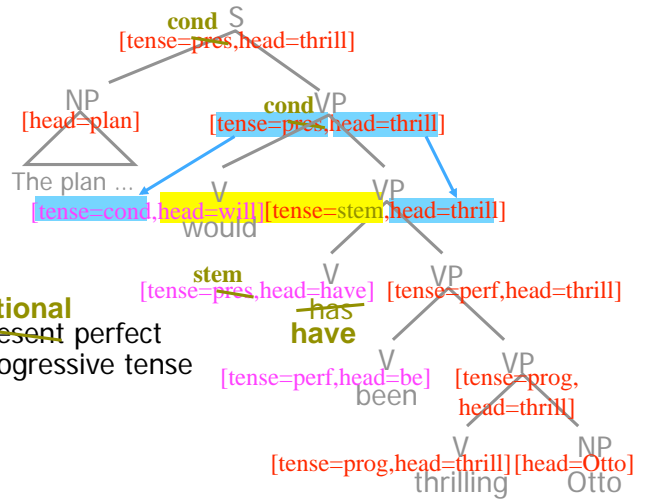 cond S
[tense=pres,head=thrill]
NP cond VP
[head=plan] [tense=pres,head=thrill]
The plan ... V VP
[tense=cond,head=will][tense=stem,head=thrill]
would
stem V VP
[tense=pres,head=have] [tense=perf,head=thrill]
has
tional have
esent perfect
ogressive tense
V VP
[tense=perf,head=be] [tense=prog,
been head=thrill]
V NP
[tense=prog,head=thrill] [head=Otto]
thrilling Otto